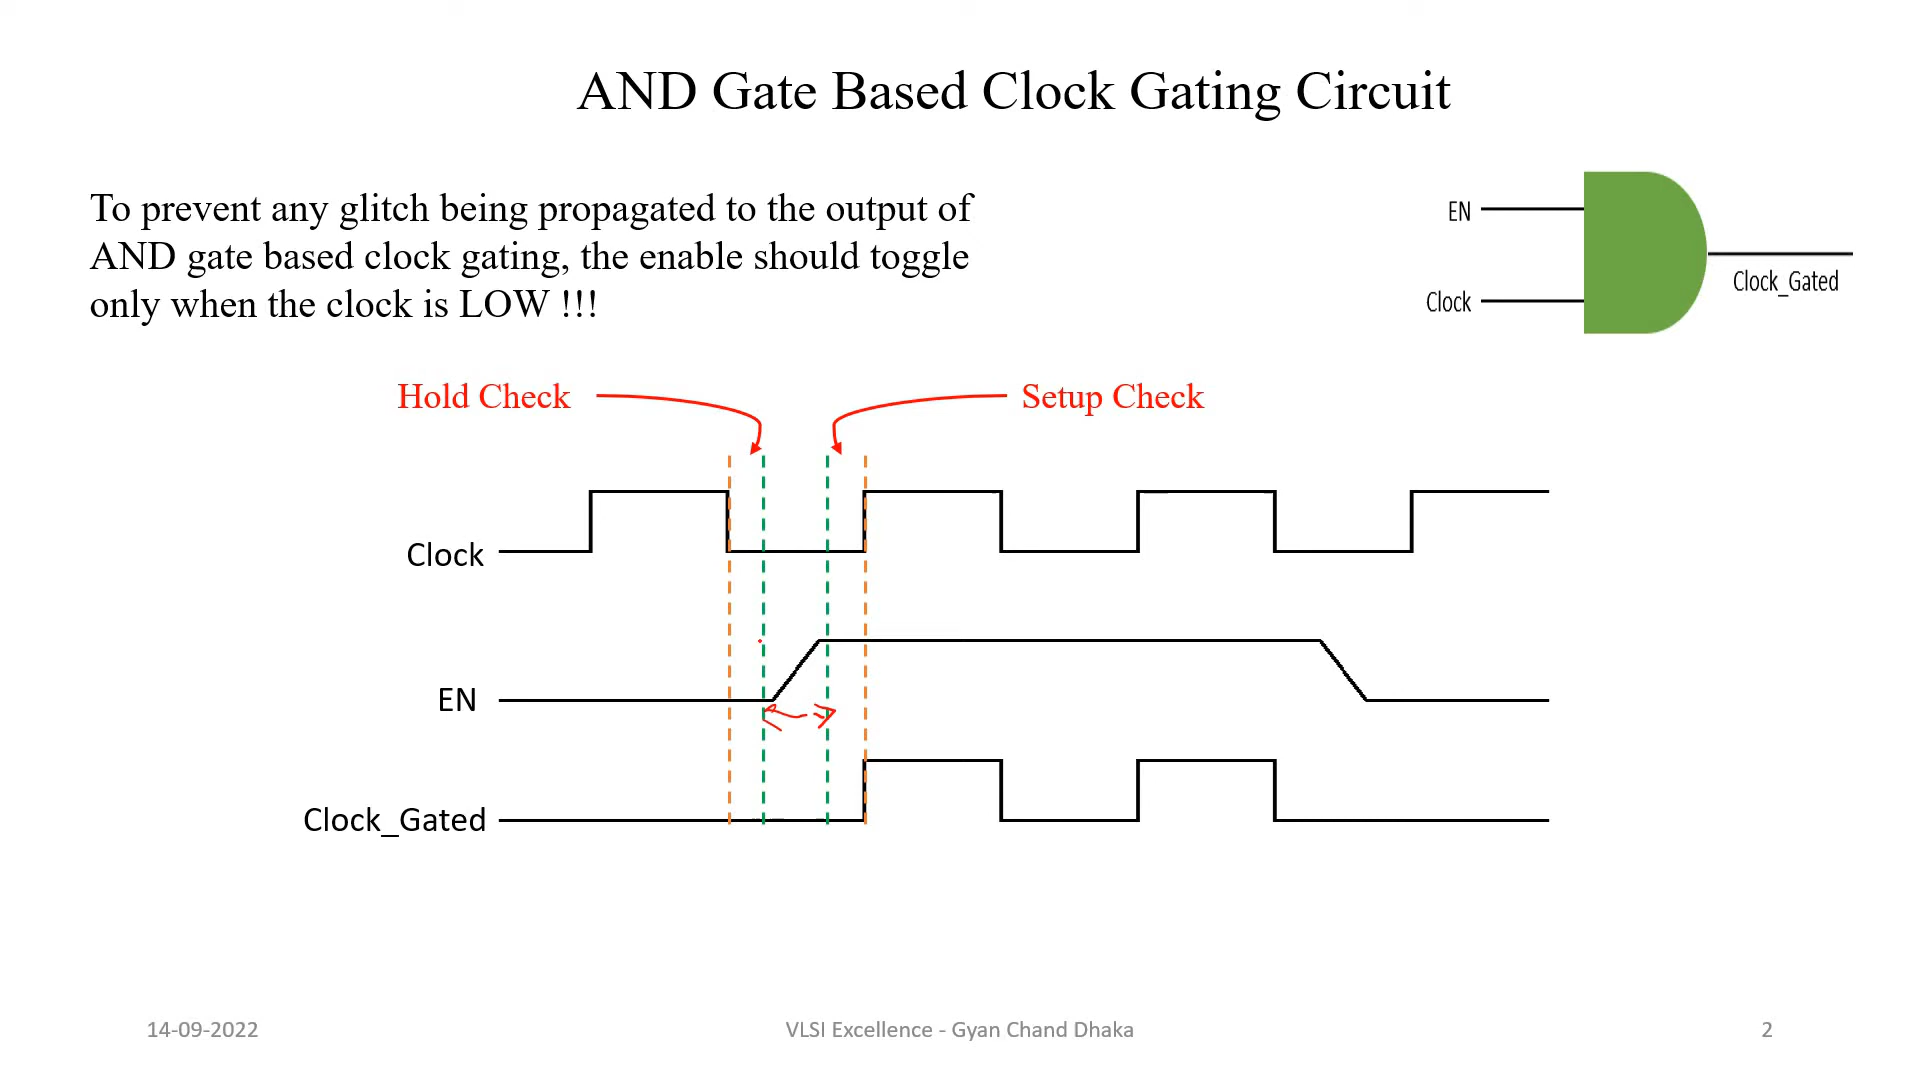 AND Gate Based Clock Gating Circuit
To prevent any glitch being propagated to the output of
AND gate based clock gating, the enable should toggle
only when the clock is LOW !!!
EN
Clock
Clock_Gated
Hold Check
Setup Check
Clock
EN
Clock_Gated
14-09-2022
VLSI Excellence - Gyan Chand Dhaka
2